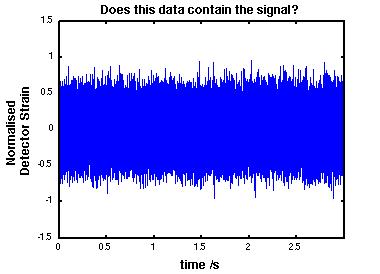 Does this data contain the signal?
1.5
1
0.5
0
-0.5
-1
-1.5
Normalised
Detector Strain
0 0.5 1 1.5 2 2.5
time /s